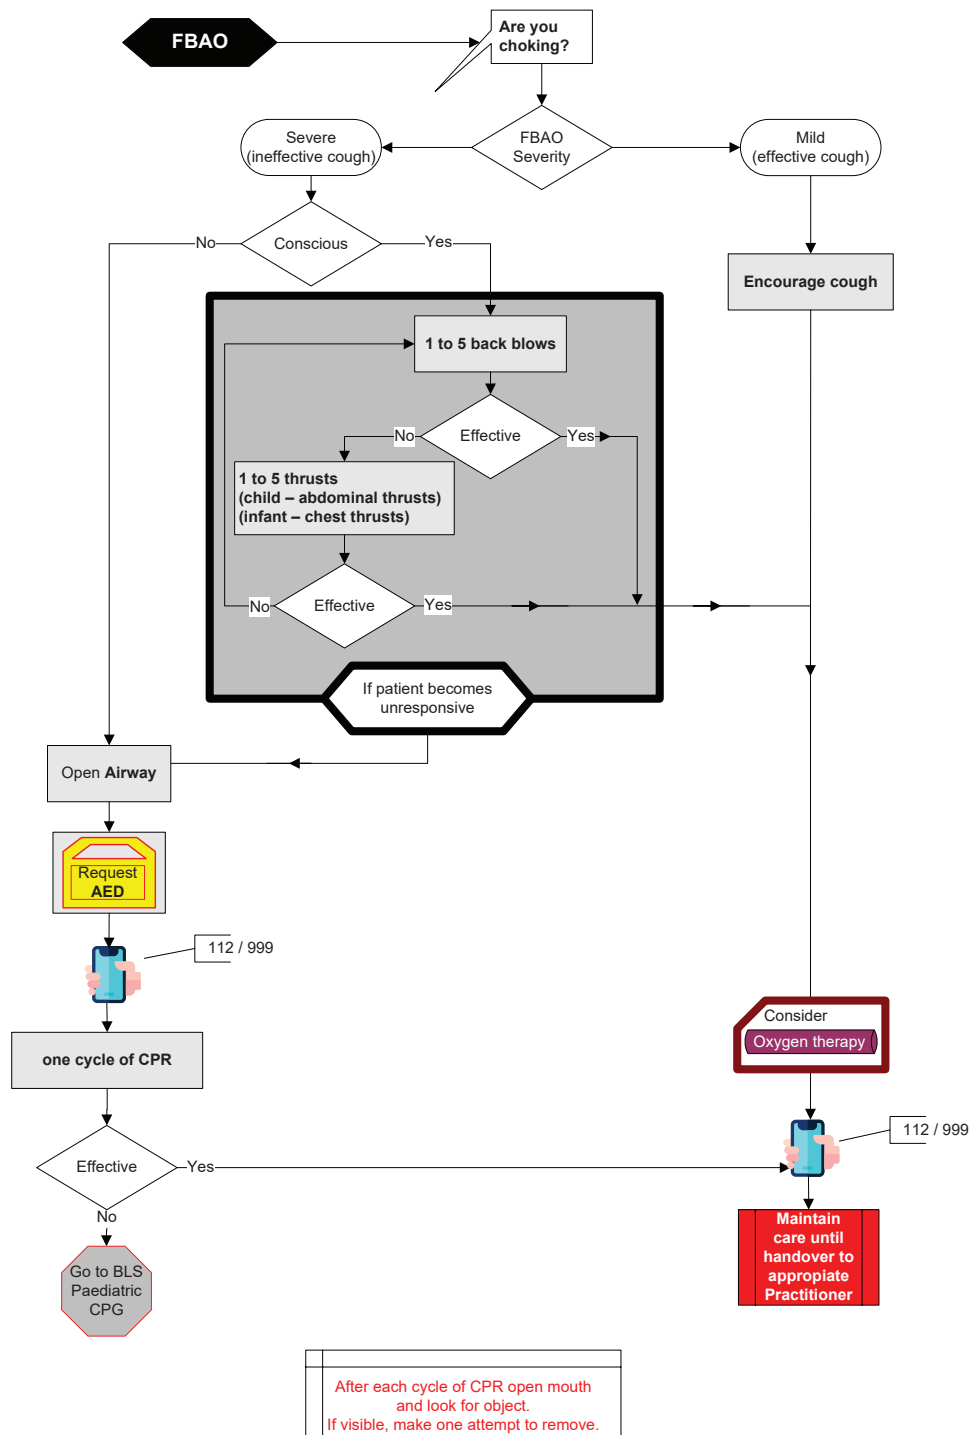 FBAO
Are you
choking?
Severe
(ineffective cough)
FBAO
Severity
Mild
(effective cough)
No
Conscious
Yes
Encourage cough
1 to 5 back blows
No
Effective
Yes
1 to 5 thrusts
(child – abdominal thrusts)
(infant – chest thrusts)
No
Effective
Yes
If patient becomes
unresponsive
Open Airway
Request
AED
112 / 999
one cycle of CPR
Consider
Oxygen therapy
112 / 999
Effective
Yes
No
Go to BLS
Paediatric
CPG
Maintain
care until
handover to
appropiate
Practitioner
After each cycle of CPR open mouth
and look for object.
If visible, make one attempt to remove.